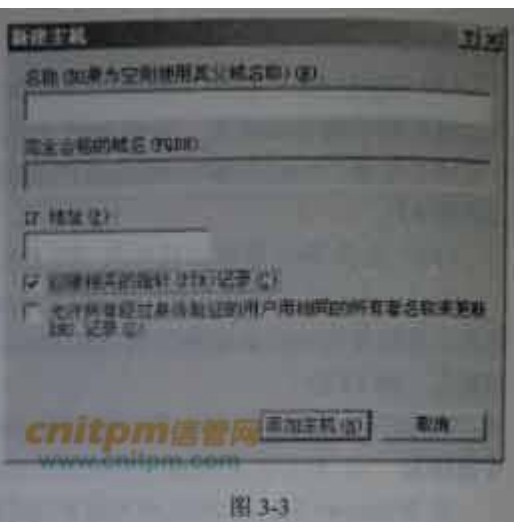 新建主机
名称(如果为空则使用其父域名称)(N):
完全合格的域名(FQDN):
IP 地址(P):
创建相关的指针(PTR)记录(C)
允许所有经过身份验证的用户用相同的所有者名称来更新
DNS 记录(O)
添加主机(H) 取消
cnitpm信管网
www.cnitpm.com
图 3-3